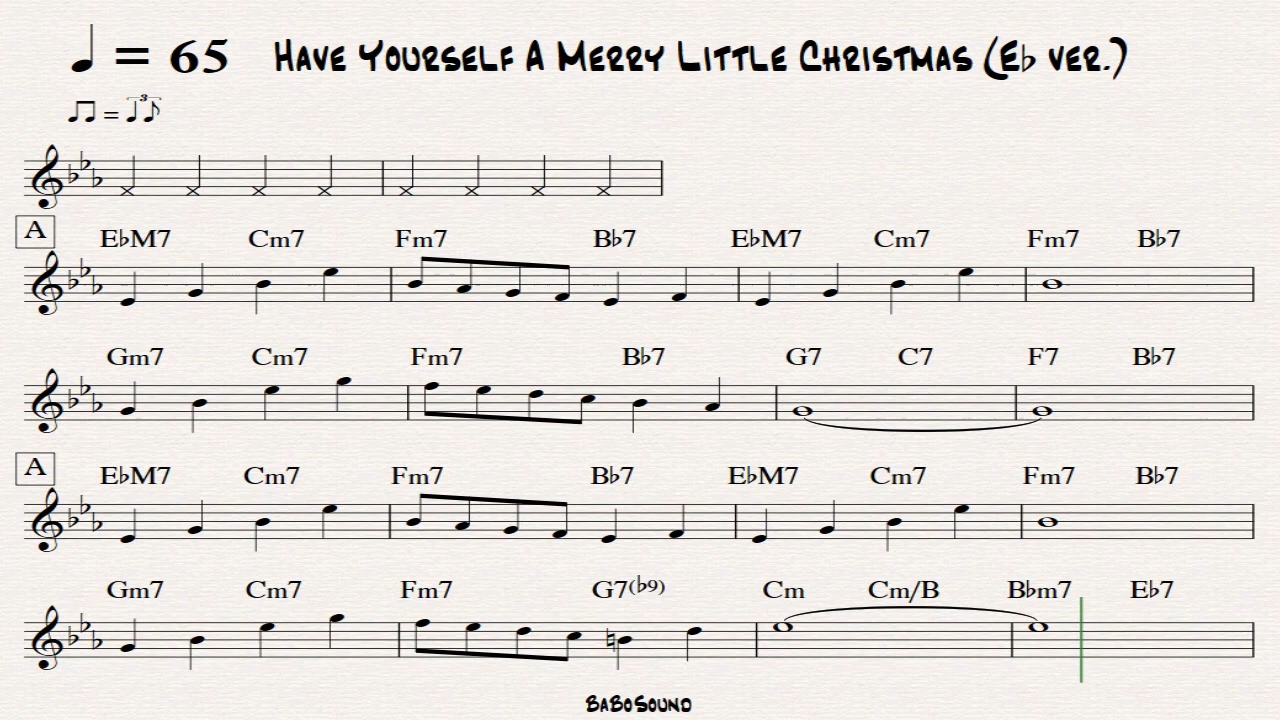 ♩ = 65 Have Yourself A Merry Little Christmas (E♭ ver.)
♫ = ♩ 3 ♪
A
E♭M7 Cm7 Fm7 B♭7 E♭M7 Cm7 Fm7 B♭7
Gm7 Cm7 Fm7 B♭7 G7 C7 F7 B♭7
A
E♭M7 Cm7 Fm7 B♭7 E♭M7 Cm7 Fm7 B♭7
Gm7 Cm7 Fm7 G7(♭9) Cm Cm/B B♭m7 E♭7
BaBoSound